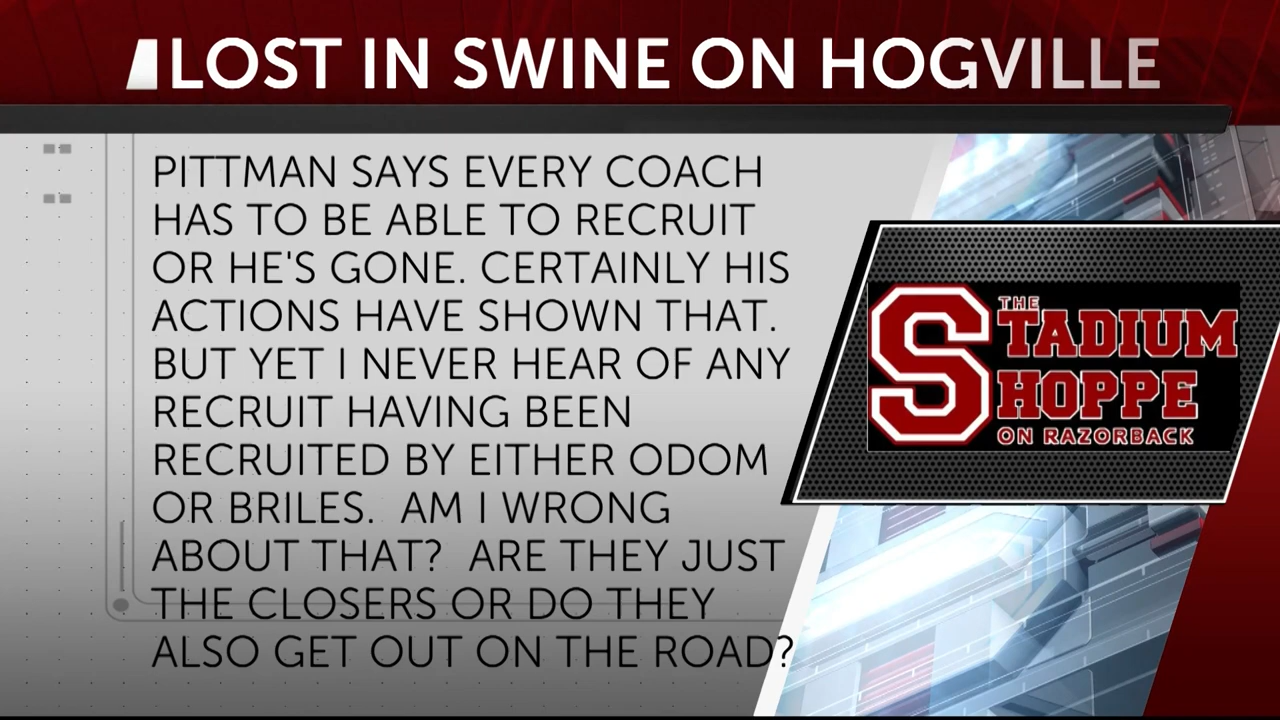 LOST IN SWINE ON HOGVILLE
PITTMAN SAYS EVERY COACH
HAS TO BE ABLE TO RECRUIT
OR HE'S GONE. CERTAINLY HIS
ACTIONS HAVE SHOWN THAT.
BUT YET I NEVER HEAR OF ANY
RECRUIT HAVING BEEN
RECRUITED BY EITHER ODOM
OR BRILES.  AM I WRONG
ABOUT THAT?  ARE THEY JUST
THE CLOSERS OR DO THEY
ALSO GET OUT ON THE ROAD?
THE
STADIUM
SHOPPE
ON RAZORBACK